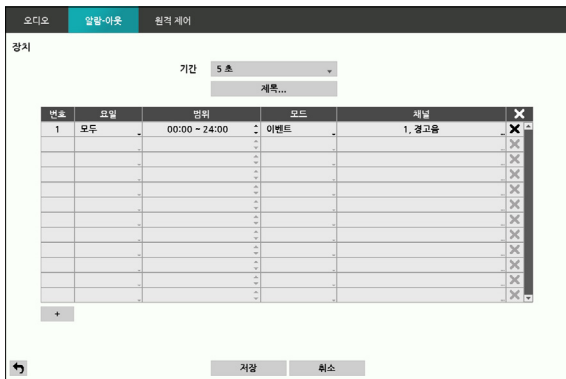 오디오 알람-아웃 원격 제어
장치
기간 5 초
제목...
번호 요일 범위 모드 채널
1 모두 00:00 ~ 24:00 이벤트 1, 경고음
+
저장 취소